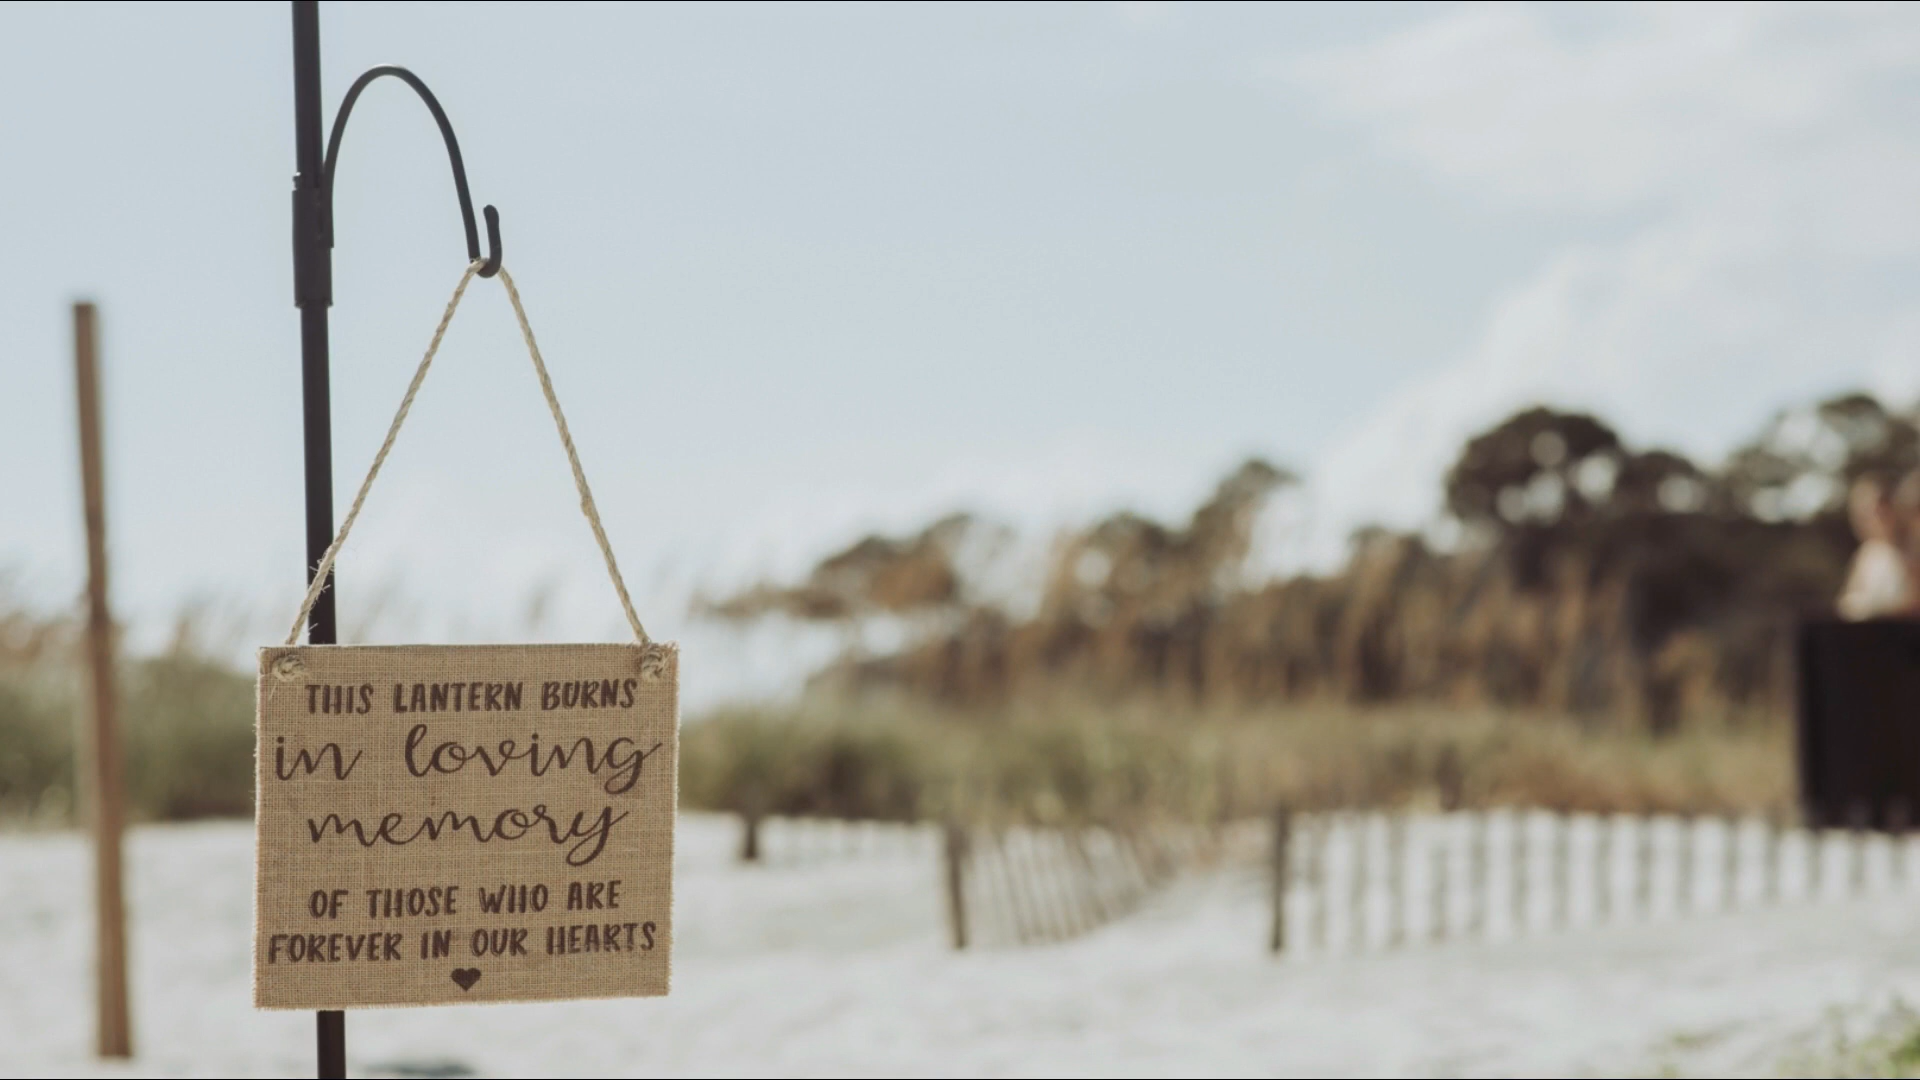 THIS LANTERN BURNS
in loving
memory
OF THOSE WHO ARE
FOREVER IN OUR HEARTS